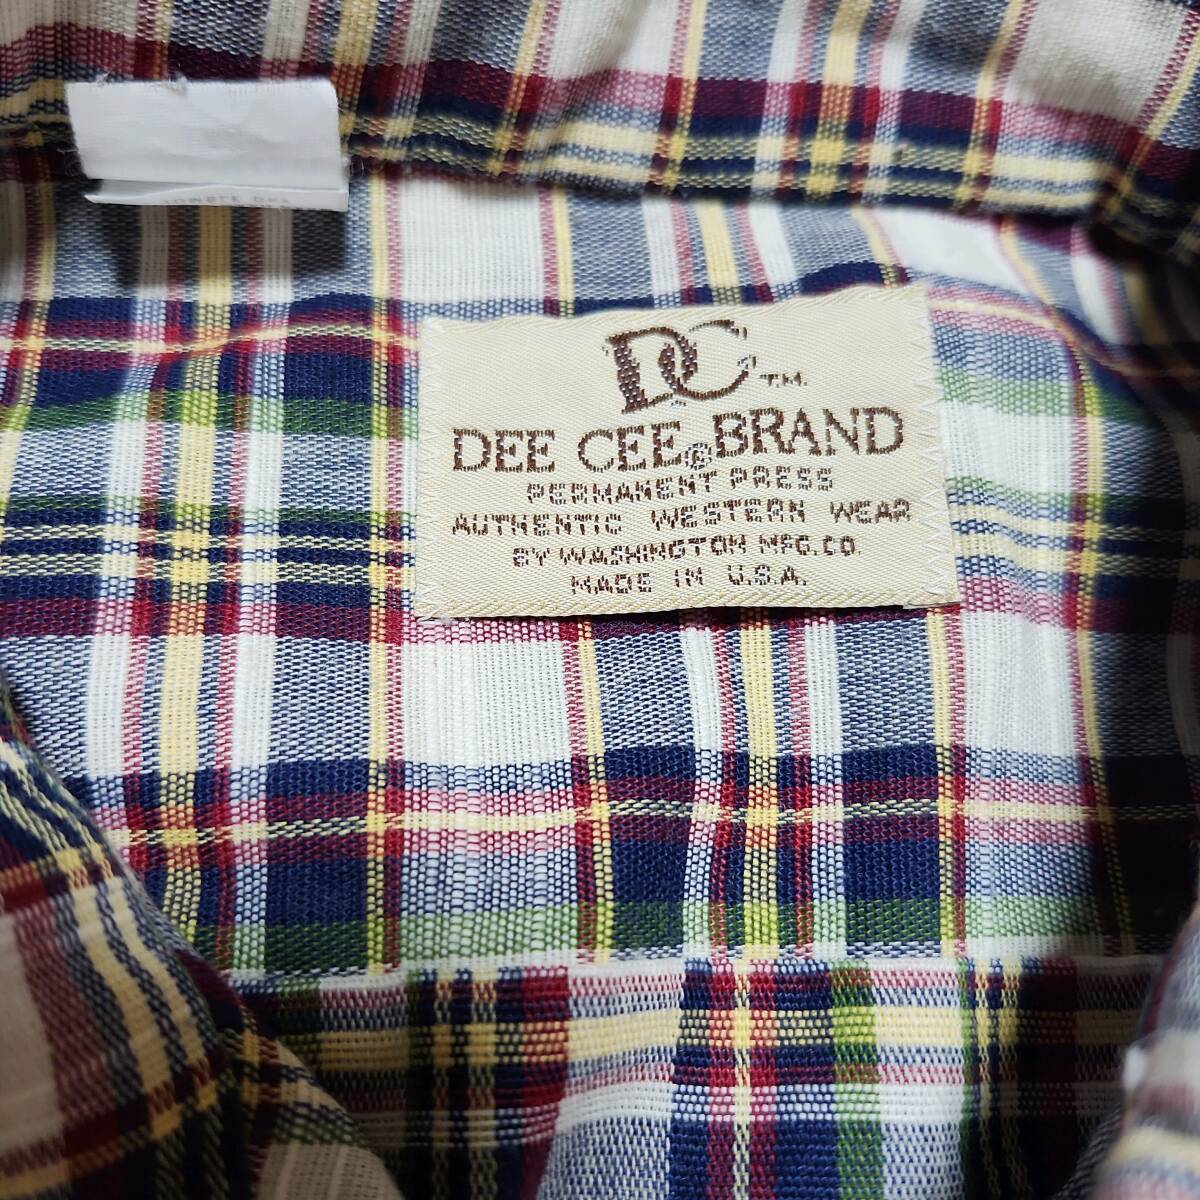 DC T.M.
DEE CEE® BRAND
PERMANENT PRESS
AUTHENTIC WESTERN WEAR
BY WASHINGTON MFG. CO.
MADE IN U.S.A.